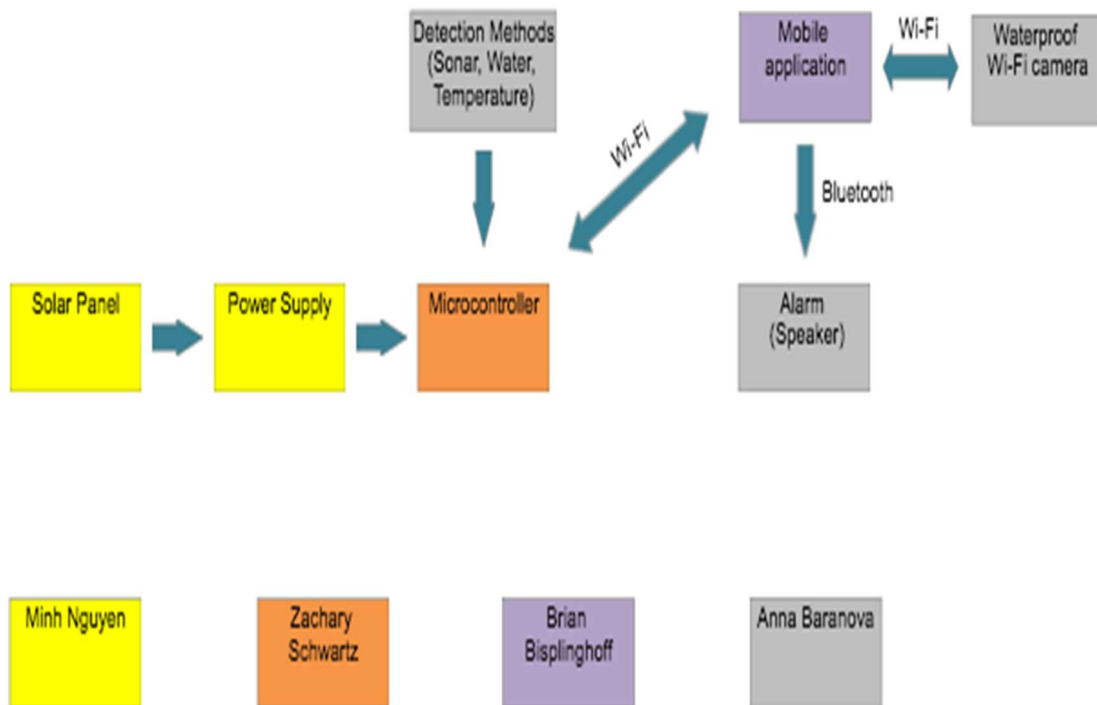 Detection Methods
(Sonar, Water,
Temperature)
Mobile
application
Wi-Fi
Waterproof
Wi-Fi camera
Wi-Fi
Bluetooth
Solar Panel
Power Supply
Microcontroller
Alarm
(Speaker)
Minh Nguyen
Zachary
Schwartz
Brian
Bisplinghoff
Anna Baranova